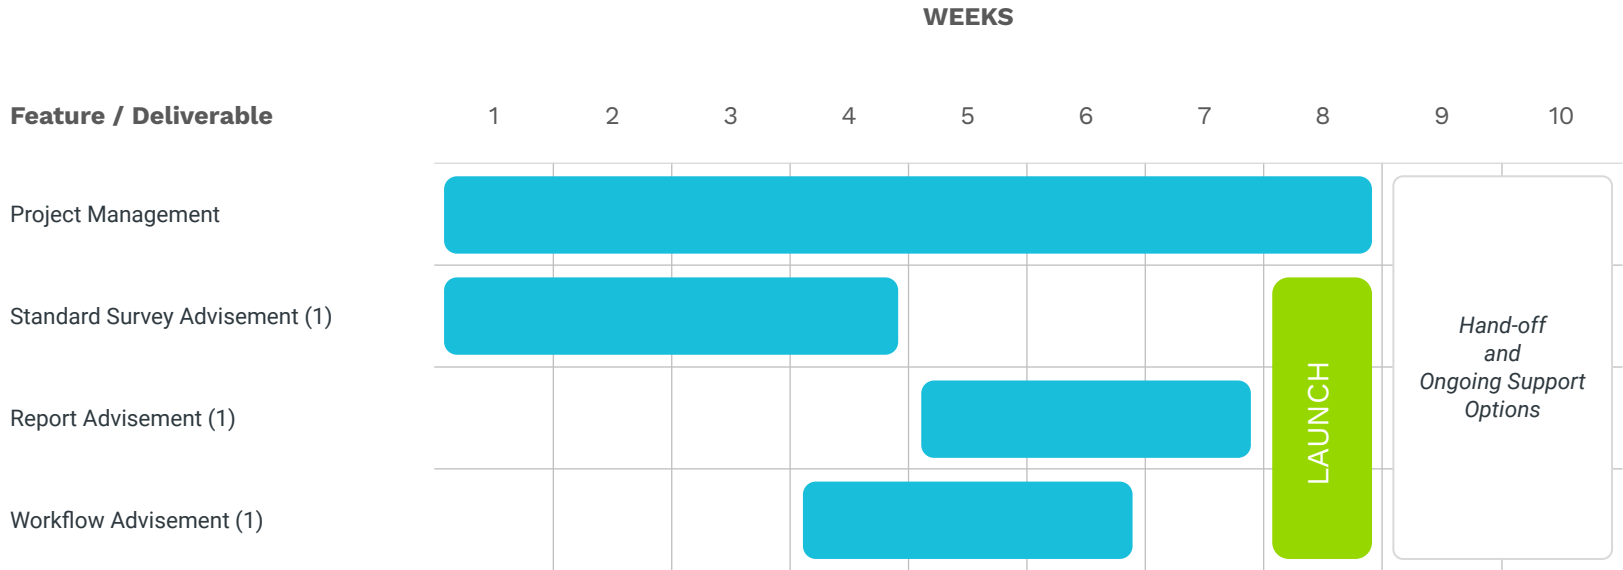 WEEKS
Feature / Deliverable 1 2 3 4 5 6 7 8 9 10
Project Management
Standard Survey Advisement (1)
Report Advisement (1)
Workflow Advisement (1)
LAUNCH
Hand-off
and
Ongoing Support
Options